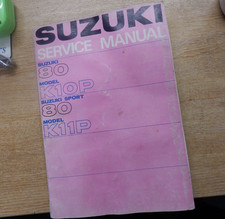 SUZUKI
SERVICE MANUAL
SUZUKI
80
MODEL
K10P
SUZUKI SPORT
80
MODEL
K11P